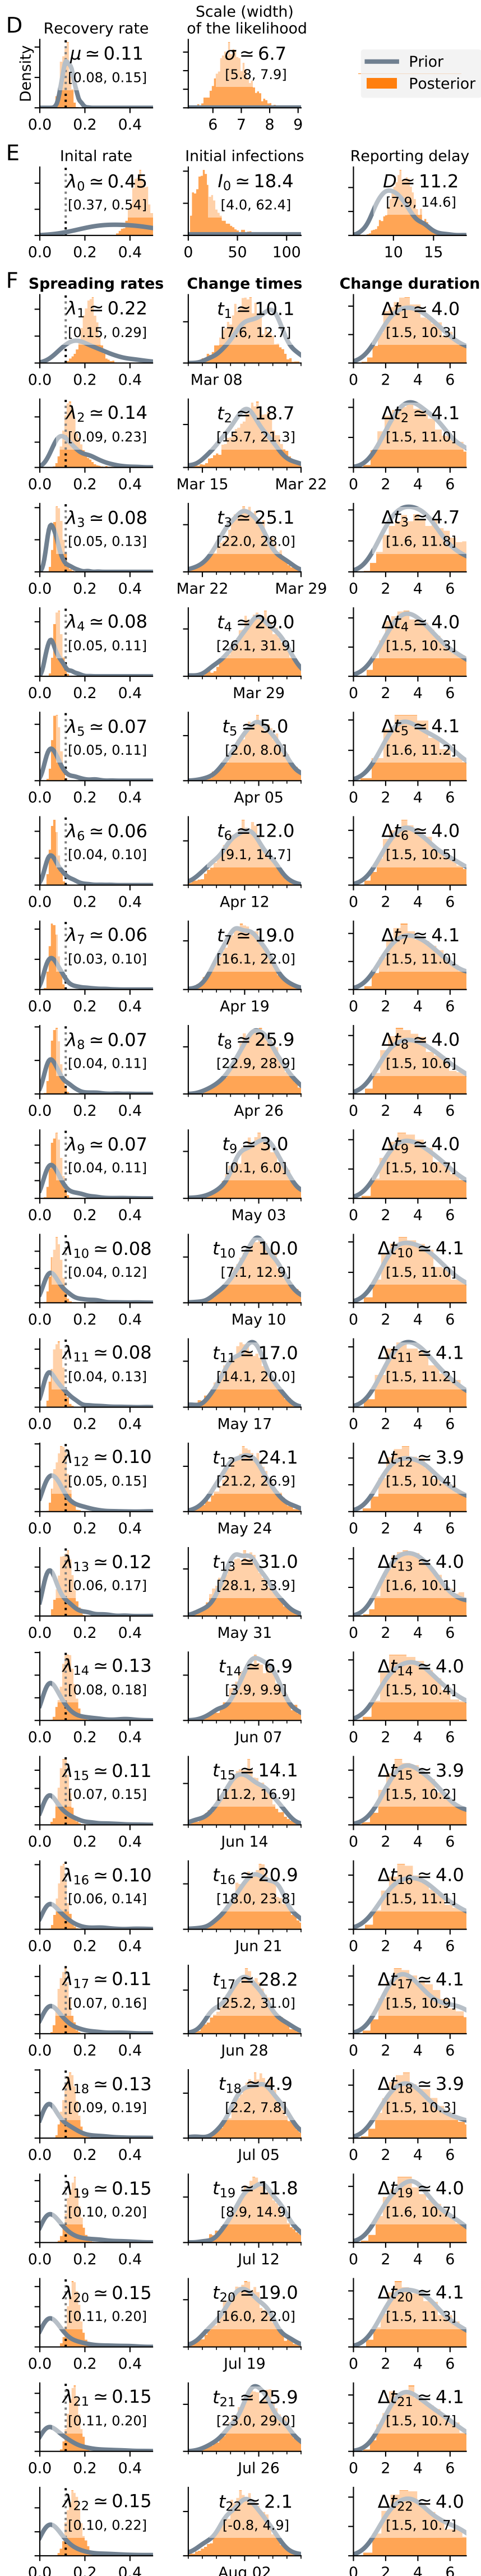 D
Recovery rate
Scale (width)
of the likelihood
Density
μ ≃ 0.11
[0.08, 0.15]
σ ≃ 6.7
[5.8, 7.9]
Prior
Posterior
0.0 0.2 0.4
6 7 8 9
E
Inital rate
Initial infections
Reporting delay
λ0 ≃ 0.45
[0.37, 0.54]
I0 ≃ 18.4
[4.0, 62.4]
D ≃ 11.2
[7.9, 14.6]
0.0 0.2 0.4
0 50 100
10 15
F
Spreading rates
Change times
Change duration
λ1 ≃ 0.22
[0.15, 0.29]
t1 ≃ 10.1
[7.6, 12.7]
Δt1 ≃ 4.0
[1.5, 10.3]
0.0 0.2 0.4
Mar 08
0 2 4 6
λ2 ≃ 0.14
[0.09, 0.23]
t2 ≃ 18.7
[15.7, 21.3]
Δt2 ≃ 4.1
[1.5, 11.0]
0.0 0.2 0.4
Mar 15 Mar 22
0 2 4 6
λ3 ≃ 0.08
[0.05, 0.13]
t3 ≃ 25.1
[22.0, 28.0]
Δt3 ≃ 4.7
[1.6, 11.8]
0.0 0.2 0.4
Mar 22 Mar 29
0 2 4 6
λ4 ≃ 0.08
[0.05, 0.11]
t4 ≃ 29.0
[26.1, 31.9]
Δt4 ≃ 4.0
[1.5, 10.3]
0.0 0.2 0.4
Mar 29
0 2 4 6
λ5 ≃ 0.07
[0.05, 0.11]
t5 ≃ 5.0
[2.0, 8.0]
Δt5 ≃ 4.1
[1.6, 11.2]
0.0 0.2 0.4
Apr 05
0 2 4 6
λ6 ≃ 0.06
[0.04, 0.10]
t6 ≃ 12.0
[9.1, 14.7]
Δt6 ≃ 4.0
[1.5, 10.5]
0.0 0.2 0.4
Apr 12
0 2 4 6
λ7 ≃ 0.06
[0.03, 0.10]
t7 ≃ 19.0
[16.1, 22.0]
Δt7 ≃ 4.1
[1.5, 11.0]
0.0 0.2 0.4
Apr 19
0 2 4 6
λ8 ≃ 0.07
[0.04, 0.11]
t8 ≃ 25.9
[22.9, 28.9]
Δt8 ≃ 4.0
[1.5, 10.6]
0.0 0.2 0.4
Apr 26
0 2 4 6
λ9 ≃ 0.07
[0.04, 0.11]
t9 ≃ 3.0
[0.1, 6.0]
Δt9 ≃ 4.0
[1.5, 10.7]
0.0 0.2 0.4
May 03
0 2 4 6
λ10 ≃ 0.08
[0.04, 0.12]
t10 ≃ 10.0
[7.1, 12.9]
Δt10 ≃ 4.1
[1.5, 11.0]
0.0 0.2 0.4
May 10
0 2 4 6
λ11 ≃ 0.08
[0.04, 0.13]
t11 ≃ 17.0
[14.1, 20.0]
Δt11 ≃ 4.1
[1.5, 11.2]
0.0 0.2 0.4
May 17
0 2 4 6
λ12 ≃ 0.10
[0.05, 0.15]
t12 ≃ 24.1
[21.2, 26.9]
Δt12 ≃ 3.9
[1.5, 10.4]
0.0 0.2 0.4
May 24
0 2 4 6
λ13 ≃ 0.12
[0.06, 0.17]
t13 ≃ 31.0
[28.1, 33.9]
Δt13 ≃ 4.0
[1.6, 10.1]
0.0 0.2 0.4
May 31
0 2 4 6
λ14 ≃ 0.13
[0.08, 0.18]
t14 ≃ 6.9
[3.9, 9.9]
Δt14 ≃ 4.0
[1.5, 10.4]
0.0 0.2 0.4
Jun 07
0 2 4 6
λ15 ≃ 0.11
[0.07, 0.15]
t15 ≃ 14.1
[11.2, 16.9]
Δt15 ≃ 3.9
[1.5, 10.2]
0.0 0.2 0.4
Jun 14
0 2 4 6
λ16 ≃ 0.10
[0.06, 0.14]
t16 ≃ 20.9
[18.0, 23.8]
Δt16 ≃ 4.0
[1.5, 11.1]
0.0 0.2 0.4
Jun 21
0 2 4 6
λ17 ≃ 0.11
[0.07, 0.16]
t17 ≃ 28.2
[25.2, 31.0]
Δt17 ≃ 4.1
[1.5, 10.9]
0.0 0.2 0.4
Jun 28
0 2 4 6
λ18 ≃ 0.13
[0.09, 0.19]
t18 ≃ 4.9
[2.2, 7.8]
Δt18 ≃ 3.9
[1.5, 10.3]
0.0 0.2 0.4
Jul 05
0 2 4 6
λ19 ≃ 0.15
[0.10, 0.20]
t19 ≃ 11.8
[8.9, 14.9]
Δt19 ≃ 4.0
[1.6, 10.7]
0.0 0.2 0.4
Jul 12
0 2 4 6
λ20 ≃ 0.15
[0.11, 0.20]
t20 ≃ 19.0
[16.0, 22.0]
Δt20 ≃ 4.1
[1.5, 11.3]
0.0 0.2 0.4
Jul 19
0 2 4 6
λ21 ≃ 0.15
[0.11, 0.20]
t21 ≃ 25.9
[23.0, 29.0]
Δt21 ≃ 4.1
[1.5, 10.7]
0.0 0.2 0.4
Jul 26
0 2 4 6
λ22 ≃ 0.15
[0.10, 0.22]
t22 ≃ 2.1
[-0.8, 4.9]
Δt22 ≃ 4.0
[1.5, 10.7]
0.0 0.2 0.4
Aug 02
0 2 4 6